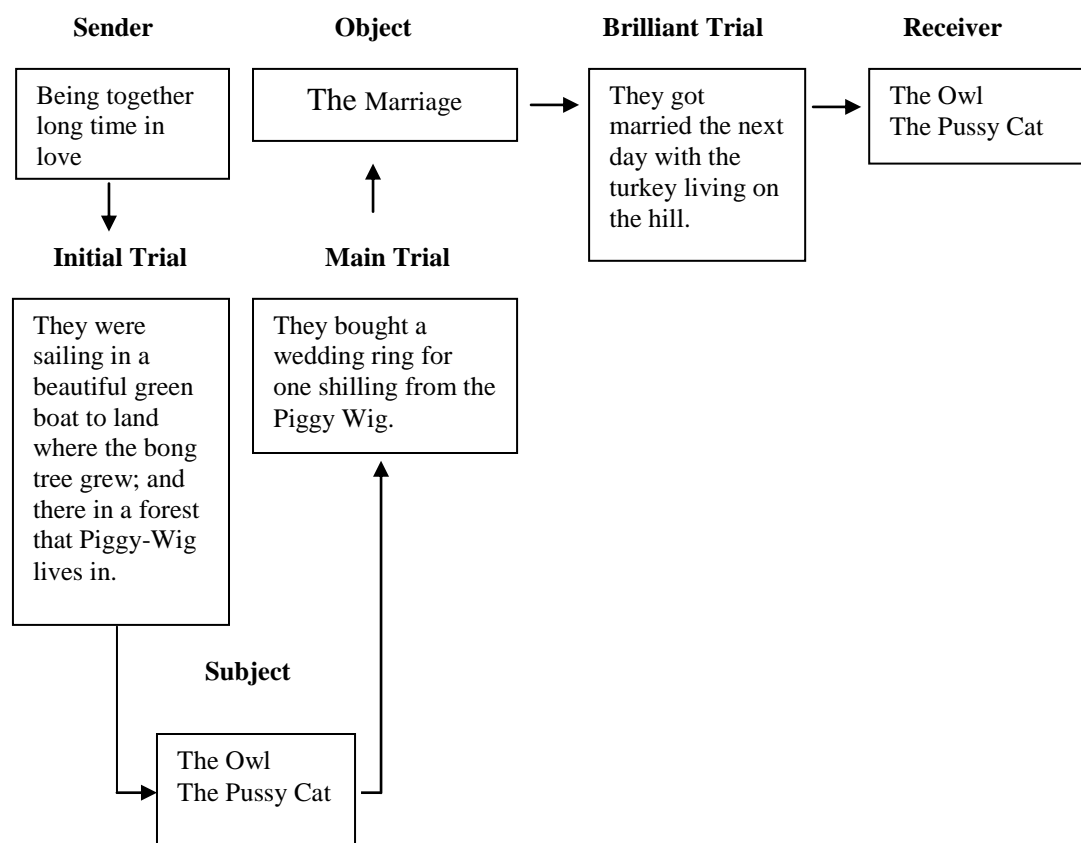 Sender
Object
Brilliant Trial
Receiver
Being together
long time in
love
The Marriage
They got
married the next
day with the
turkey living on
the hill.
The Owl
The Pussy Cat
Initial Trial
Main Trial
They were
sailing in a
beautiful green
boat to land
where the bong
tree grew; and
there in a forest
that Piggy-Wig
lives in.
They bought a
wedding ring for
one shilling from the
Piggy Wig.
Subject
The Owl
The Pussy Cat